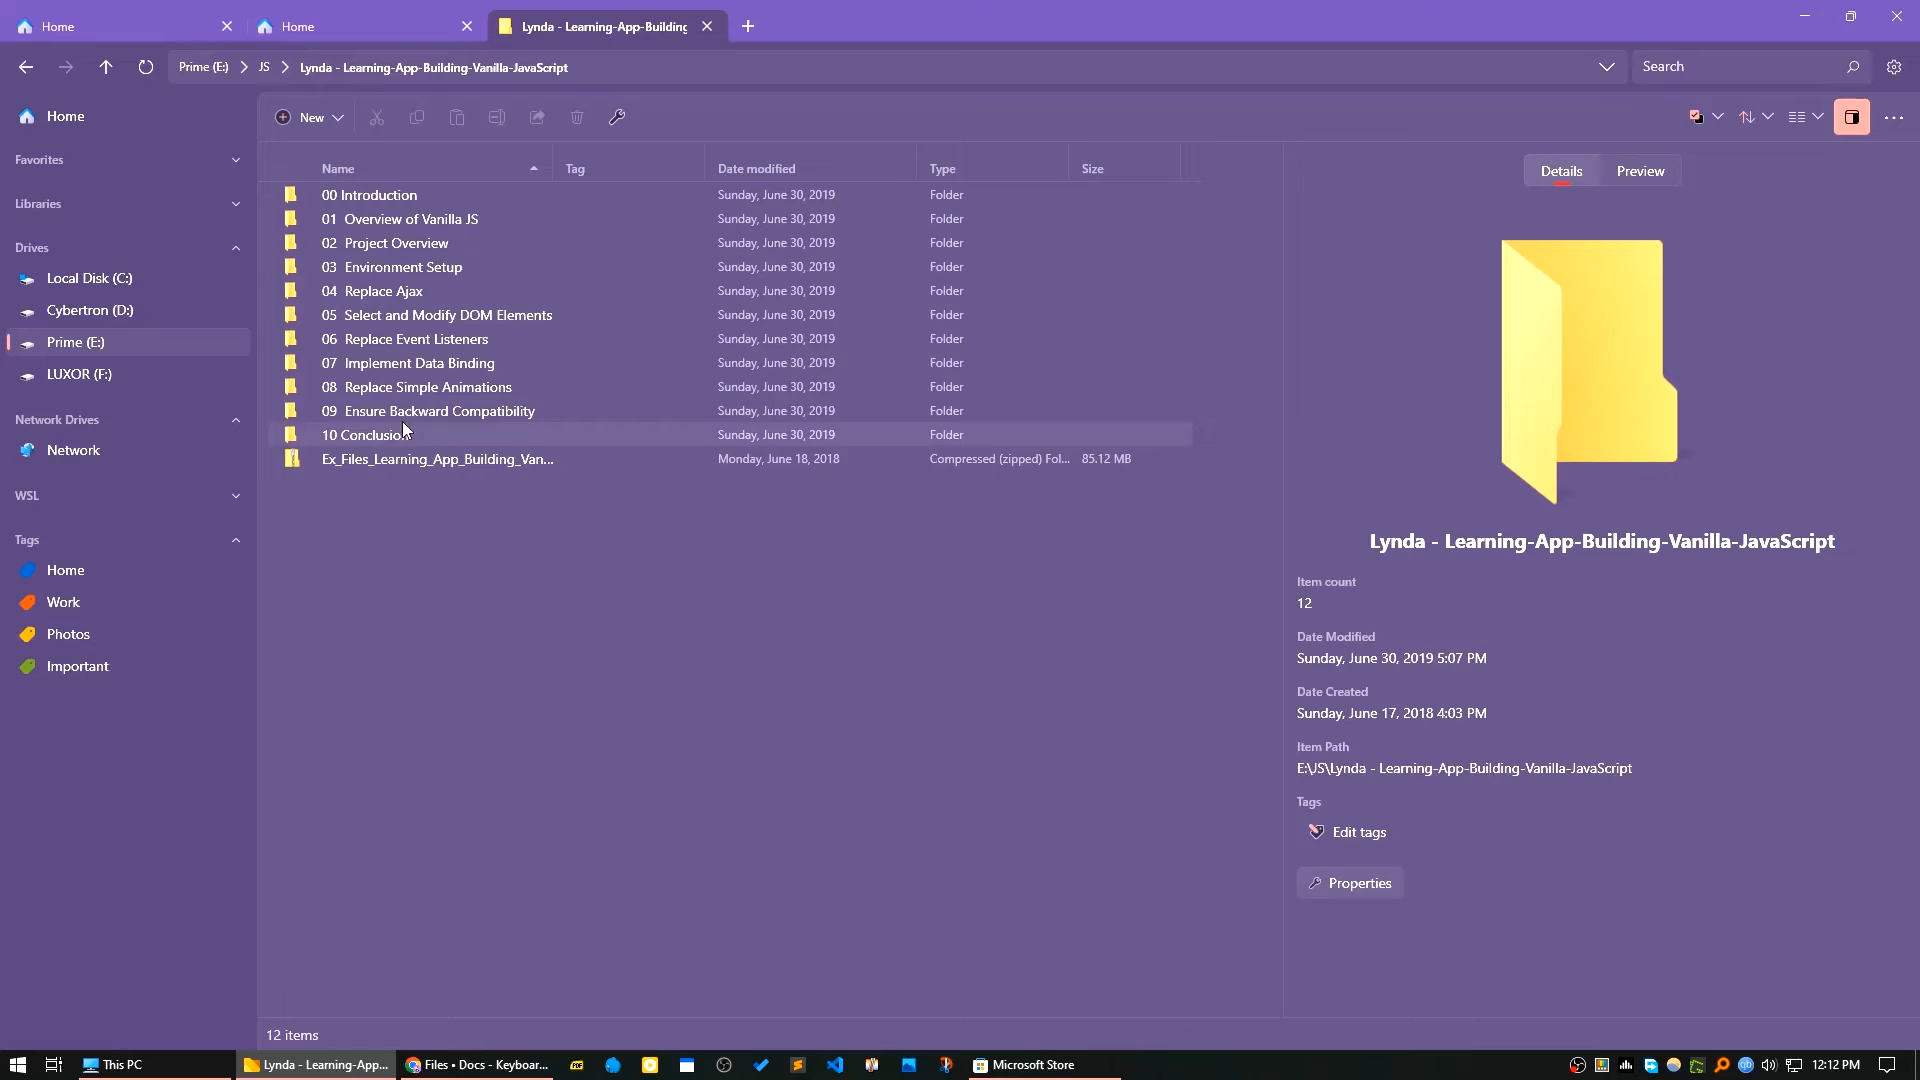 Home
Home
Lynda - Learning-App-Building
Prime (E:) JS Lynda - Learning-App-Building-Vanilla-JavaScript
Search
Home
Favorites
Libraries
Drives
Local Disk (C:)
Cybertron (D:)
Prime (E:)
LUXOR (F:)
Network Drives
Network
WSL
Tags
Home
Work
Photos
Important
New
Name Tag Date modified Type Size
00 Introduction Sunday, June 30, 2019 Folder
01 Overview of Vanilla JS Sunday, June 30, 2019 Folder
02 Project Overview Sunday, June 30, 2019 Folder
03 Environment Setup Sunday, June 30, 2019 Folder
04 Replace Ajax Sunday, June 30, 2019 Folder
05 Select and Modify DOM Elements Sunday, June 30, 2019 Folder
06 Replace Event Listeners Sunday, June 30, 2019 Folder
07 Implement Data Binding Sunday, June 30, 2019 Folder
08 Replace Simple Animations Sunday, June 30, 2019 Folder
09 Ensure Backward Compatibility Sunday, June 30, 2019 Folder
10 Conclusion Sunday, June 30, 2019 Folder
Ex_Files_Learning_App_Building_Van... Monday, June 18, 2018 Compressed (zipped) Fol... 85.12 MB
Details Preview
Lynda - Learning-App-Building-Vanilla-JavaScript
Item count
12
Date Modified
Sunday, June 30, 2019 5:07 PM
Date Created
Sunday, June 17, 2018 4:03 PM
Item Path
E:\JS\Lynda - Learning-App-Building-Vanilla-JavaScript
Tags
Edit tags
Properties
12 items
This PC
Lynda - Learning-App...
Files • Docs - Keyboar...
Microsoft Store
12:12 PM